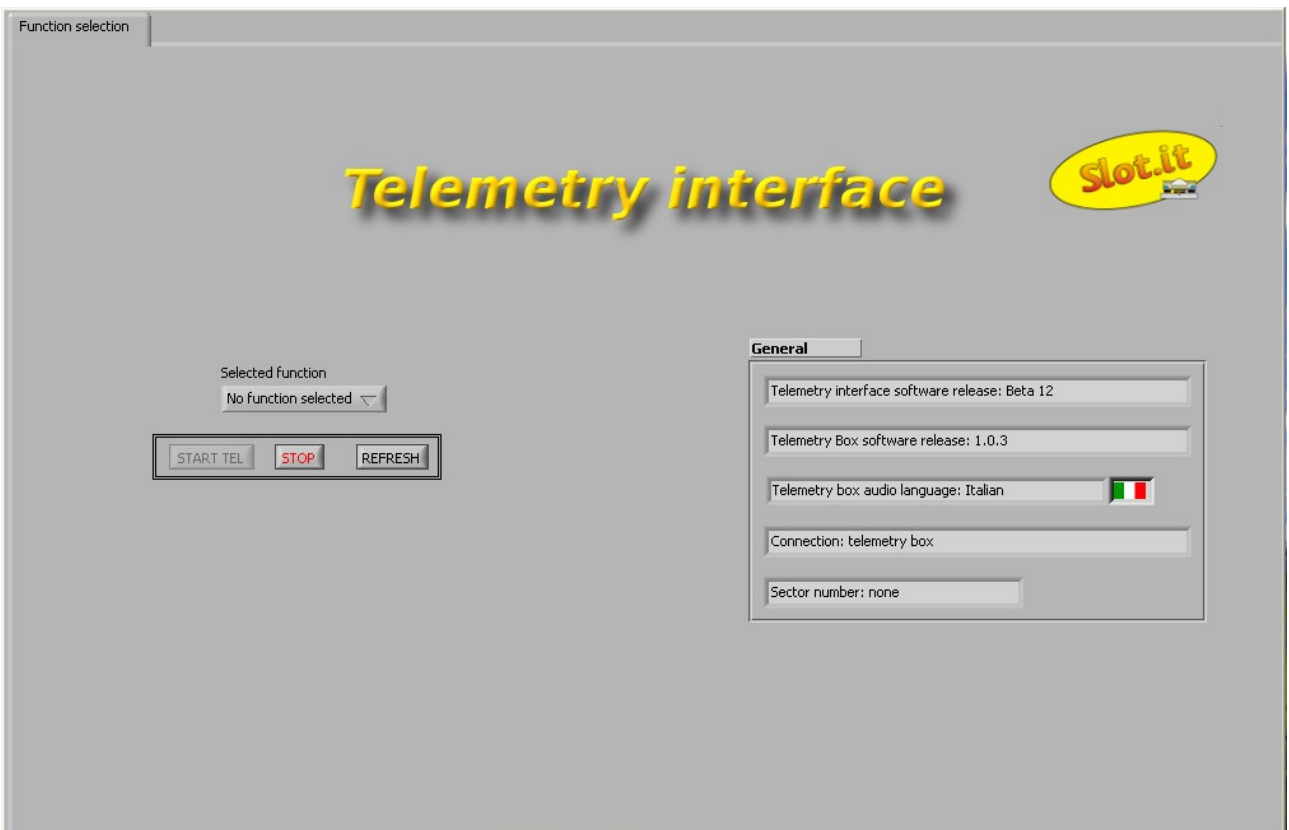 Function selection
Telemetry interface
Slot.it
Selected function
No function selected
START TEL
STOP
REFRESH
General
Telemetry interface software release: Beta 12
Telemetry Box software release: 1.0.3
Telemetry box audio language: Italian
Connection: telemetry box
Sector number: none